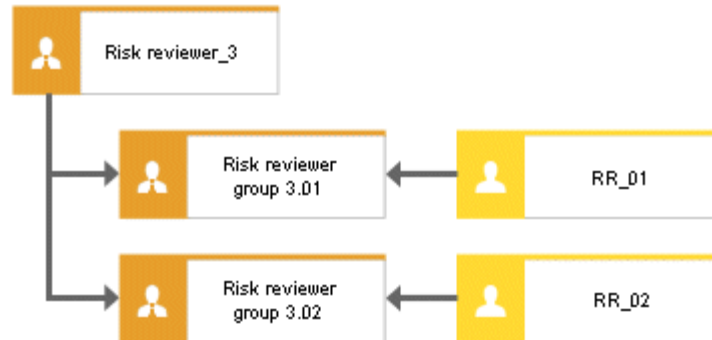 Risk reviewer_3
Risk reviewer
group 3.01
RR_01
Risk reviewer
group 3.02
RR_02